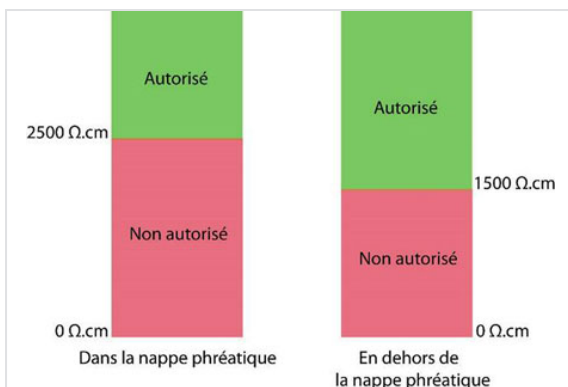 Autorisé
2500 Ω.cm
Non autorisé
0 Ω.cm
Dans la nappe phréatique
Autorisé
1500 Ω.cm
Non autorisé
0 Ω.cm
En dehors de
la nappe phréatique